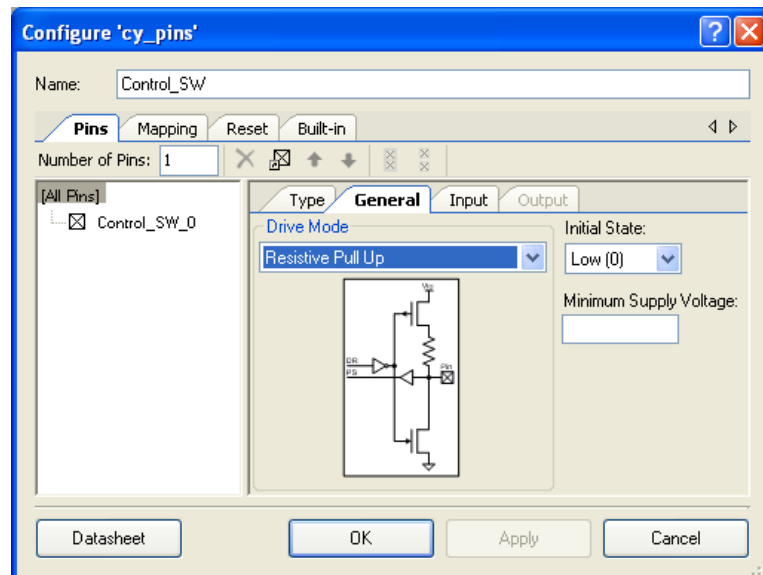 Configure 'cy_pins'
Name: Control_SW
Pins Mapping Reset Built-in
Number of Pins: 1
[All Pins]
Control_SW_0
Type General Input Output
Drive Mode
Resistive Pull Up
Initial State:
Low (0)
Minimum Supply Voltage:
Vcc
DR
PS
Pin
Datasheet OK Apply Cancel